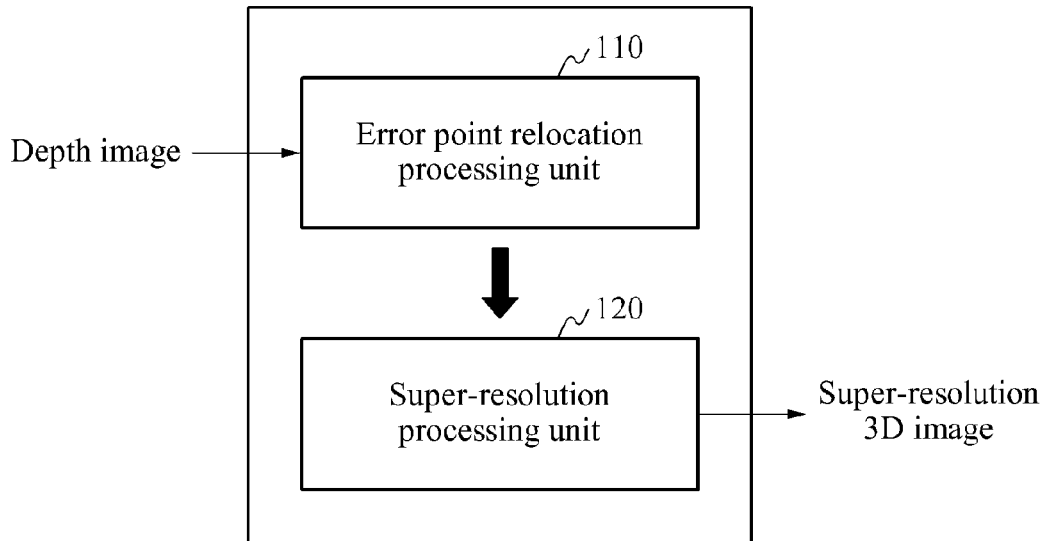 110
Depth image
Error point relocation
processing unit
120
Super-resolution
processing unit
Super-resolution
3D image